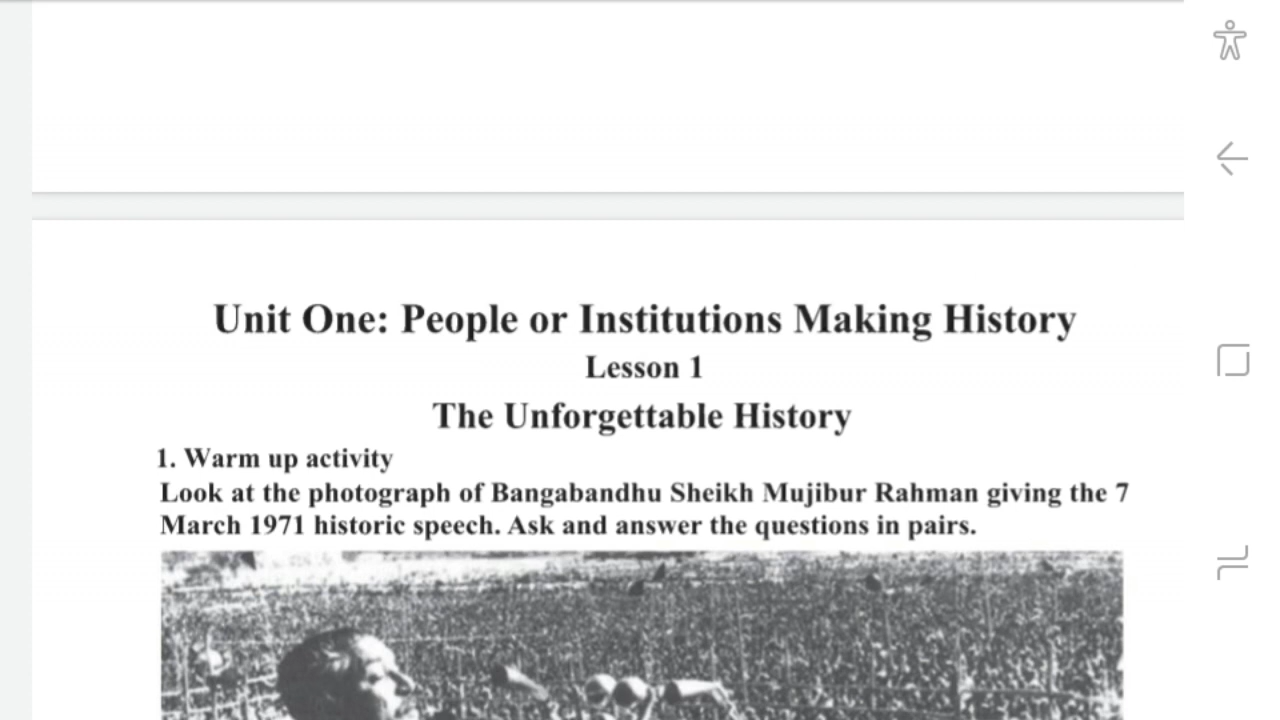 Unit One: People or Institutions Making History
Lesson 1
The Unforgettable History
1. Warm up activity
Look at the photograph of Bangabandhu Sheikh Mujibur Rahman giving the 7
March 1971 historic speech. Ask and answer the questions in pairs.